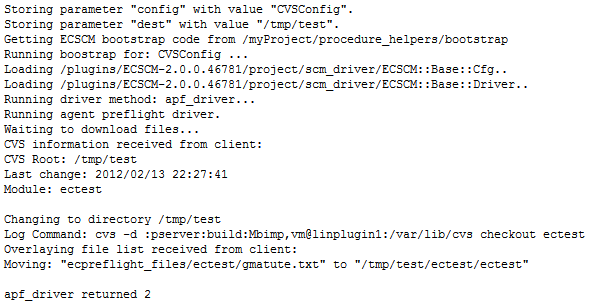 Storing parameter "config" with value "CVSConfig".
Storing parameter "dest" with value "/tmp/test".
Getting ECSCM bootstrap code from /myProject/procedure_helpers/bootstrap
Running boostrap for: CVSConfig ...
Loading /plugins/ECSCM-2.0.0.46781/project/scm_driver/ECSCM::Base::Cfg..
Loading /plugins/ECSCM-2.0.0.46781/project/scm_driver/ECSCM::Base::Driver..
Running driver method: apf_driver...
Running agent preflight driver.
Waiting to download files...
CVS information received from client:
CVS Root: /tmp/test
Last change: 2012/02/13 22:27:41
Module: ectest
Changing to directory /tmp/test
Log Command: cvs -d :pserver:build:Mbimp,vm@linplugin1:/var/lib/cvs checkout ectest
Overlaying file list received from client:
Moving: "ecpreflight_files/ectest/gmatute.txt" to "/tmp/test/ectest/ectest"
apf_driver returned 2